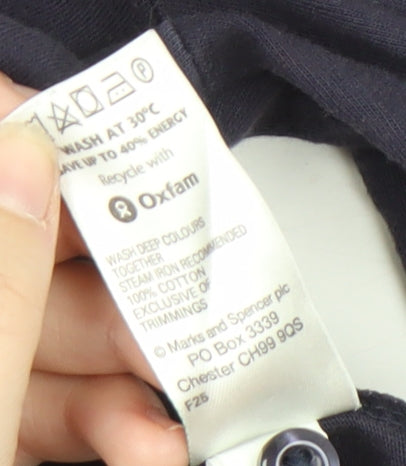 WASH AT 30°C
SAVE UP TO 40% ENERGY
Recycle with
Oxfam
WASH DEEP COLOURS
TOGETHER
STEAM IRON RECOMMENDED
100% COTTON
EXCLUSIVE OF
TRIMMINGS
© Marks and Spencer plc
PO Box 3339
Chester CH99 9QS
F25